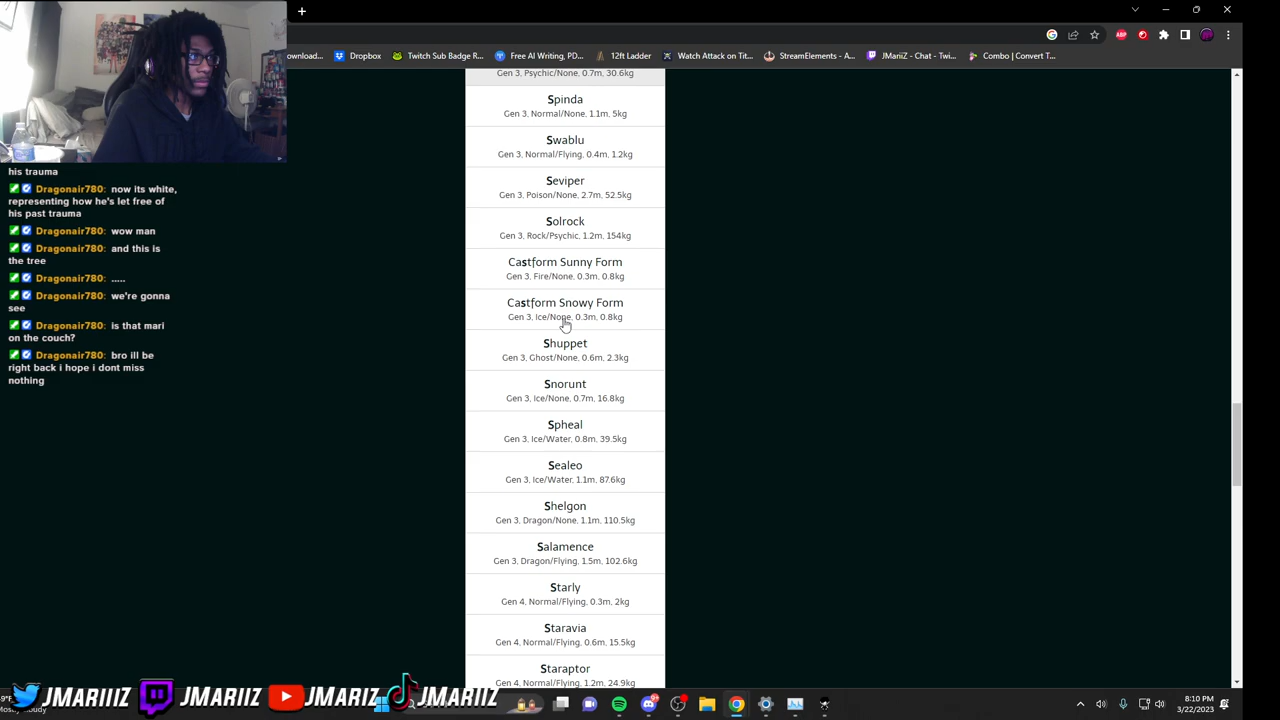 ownload...
Dropbox
Twitch Sub Badge R...
Free AI Writing, PD...
12ft Ladder
Watch Attack on Tit...
StreamElements - A...
JMariiZ - Chat - Twi...
Combo | Convert T...
Gen 3, Psychic/None, 0.7m, 30.6kg
Spinda
Gen 3, Normal/None, 1.1m, 5kg
Swablu
Gen 3, Normal/Flying, 0.4m, 1.2kg
Seviper
Gen 3, Poison/None, 2.7m, 52.5kg
Solrock
Gen 3, Rock/Psychic, 1.2m, 154kg
Castform Sunny Form
Gen 3, Fire/None, 0.3m, 0.8kg
Castform Snowy Form
Gen 3, Ice/None, 0.3m, 0.8kg
Shuppet
Gen 3, Ghost/None, 0.6m, 2.3kg
Snorunt
Gen 3, Ice/None, 0.7m, 16.8kg
Spheal
Gen 3, Ice/Water, 0.8m, 39.5kg
Sealeo
Gen 3, Ice/Water, 1.1m, 87.6kg
Shelgon
Gen 3, Dragon/None, 1.1m, 110.5kg
Salamence
Gen 3, Dragon/Flying, 1.5m, 102.6kg
Starly
Gen 4, Normal/Flying, 0.3m, 2kg
Staravia
Gen 4, Normal/Flying, 0.6m, 15.5kg
Staraptor
Gen 4, Normal/Flying, 1.2m, 24.9kg
his trauma
Dragonair780: now its white,
representing how he's let free of
his past trauma
Dragonair780: wow man
Dragonair780: and this is
the tree
Dragonair780: .....
Dragonair780: we're gonna
see
Dragonair780: is that mari
on the couch?
Dragonair780: bro ill be
right back i hope i dont miss
nothing
JMARIIIZ
JMARIIZ
JMARIZ
JMARIIZ
8:10 PM
3/22/2023